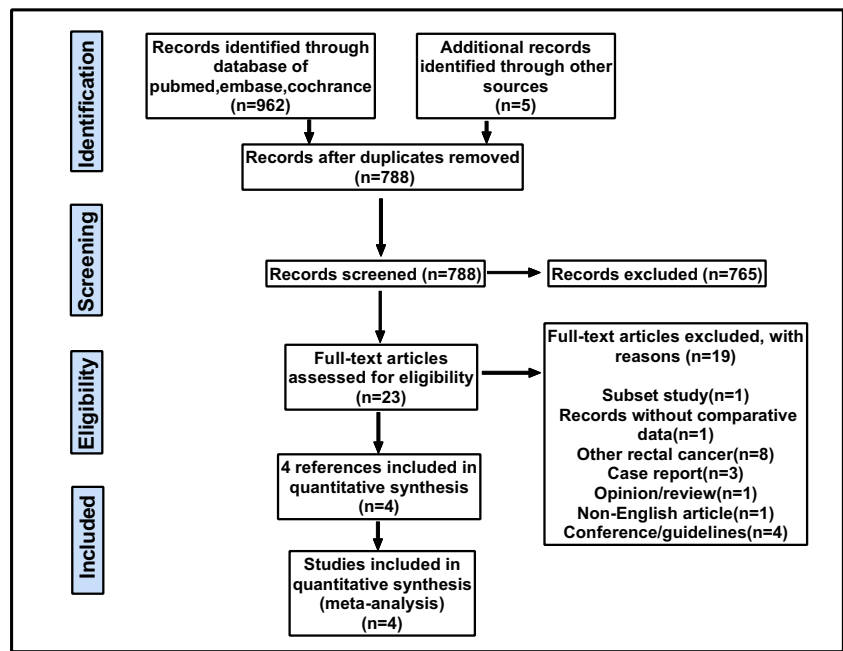 Identification
Records identified through
database of
pubmed,embase,cochrance
(n=962)
Additional records
identified through other
sources
(n=5)
Records after duplicates removed
(n=788)
Screening
Records screened (n=788)
Records excluded (n=765)
Eligibility
Full-text articles
assessed for eligibility
(n=23)
Full-text articles excluded, with
reasons (n=19)
Subset study(n=1)
Records without comparative
data(n=1)
Other rectal cancer(n=8)
Case report(n=3)
Opinion/review(n=1)
Non-English article(n=1)
Conference/guidelines(n=4)
4 references included in
quantitative synthesis
(n=4)
Included
Studies included in
quantitative synthesis
(meta-analysis)
(n=4)